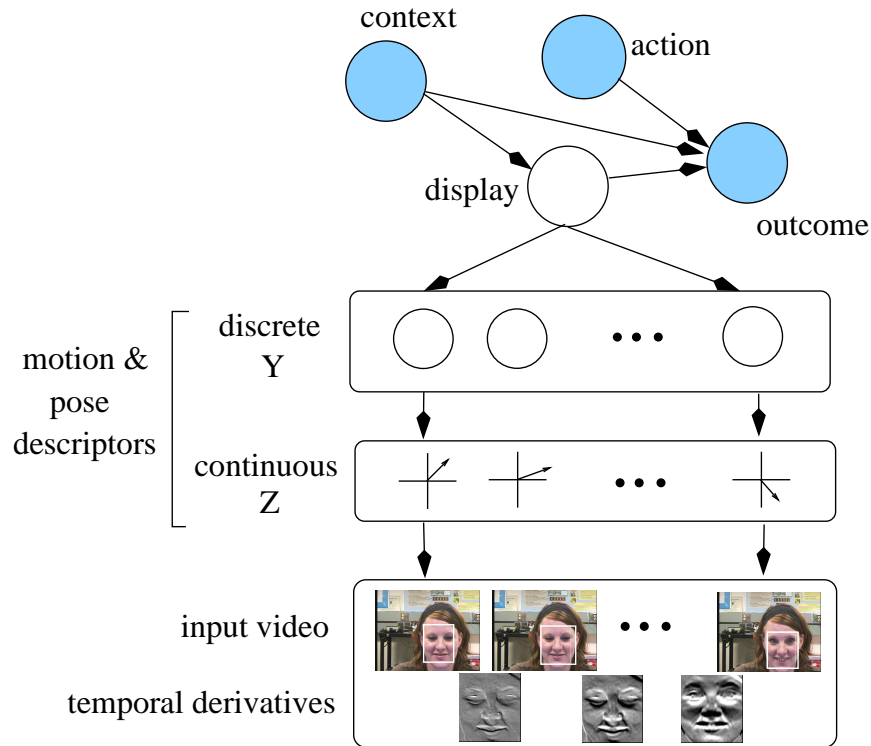 context
action
display
outcome
discrete
Y
motion &
pose
descriptors
continuous
Z
input video
temporal derivatives